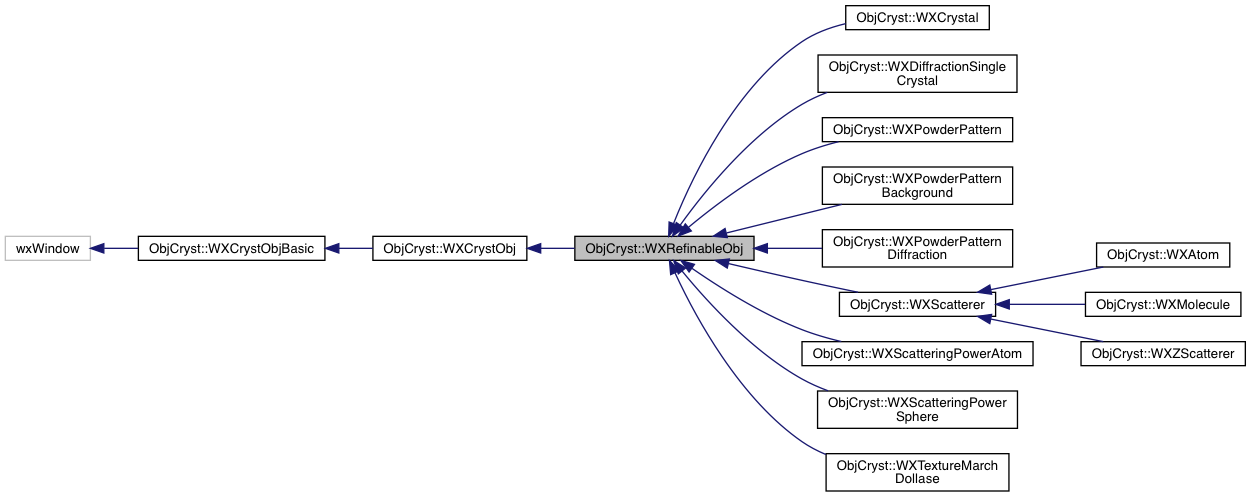 ObjCryst::WXCrystal
ObjCryst::WXDiffractionSingle
Crystal
ObjCryst::WXPowderPattern
ObjCryst::WXPowderPattern
Background
wxWindow
ObjCryst::WXCrystObjBasic
ObjCryst::WXCrystObj
ObjCryst::WXRefinableObj
ObjCryst::WXPowderPattern
Diffraction
ObjCryst::WXScatterer
ObjCryst::WXAtom
ObjCryst::WXMolecule
ObjCryst::WXZScatterer
ObjCryst::WXScatteringPowerAtom
ObjCryst::WXScatteringPower
Sphere
ObjCryst::WXTextureMarch
Dollase